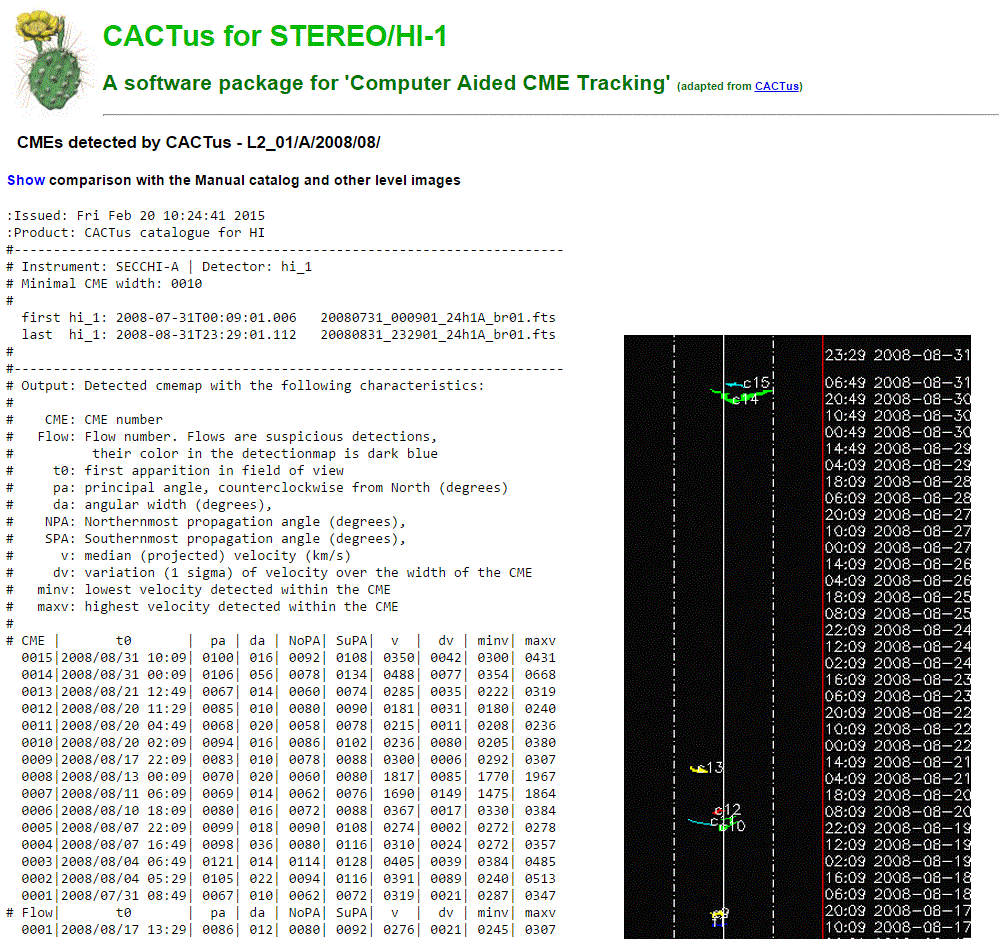 CACTus for STEREO/HI-1
A software package for 'Computer Aided CME Tracking' (adapted from CACTus)
CMEs detected by CACTus - L2_01/A/2008/08/
Show comparison with the Manual catalog and other level images
:Issued: Fri Feb 20 10:24:41 2015
:Product: CACTus catalogue for HI
#----------------------------------------------------------------------
# Instrument: SECCHI-A | Detector: hi_1
# Minimal CME width: 0010
#
first hi_1: 2008-07-31T00:09:01.006 20080731_000901_24h1A_br01.fts
last hi_1: 2008-08-31T23:29:01.112 20080831_232901_24h1A_br01.fts
#
#----------------------------------------------------------------------
# Output: Detected cmemap with the following characteristics:
#
# CME: CME number
# Flow: Flow number. Flows are suspicious detections,
# their color in the detectionmap is dark blue
# t0: first apparition in field of view
# pa: principal angle, counterclockwise from North (degrees)
# da: angular width (degrees),
# NPA: Northernmost propagation angle (degrees),
# SPA: Southernmost propagation angle (degrees),
# v: median (projected) velocity (km/s)
# dv: variation (1 sigma) of velocity over the width of the CME
# minv: lowest velocity detected within the CME
# maxv: highest velocity detected within the CME
#
# CME | t0 | pa | da | NoPA| SuPA| v | dv | minv| maxv
0015|2008/08/31 10:09| 0100| 016| 0092| 0108| 0350| 0042| 0300| 0431
0014|2008/08/31 00:09| 0106| 056| 0078| 0134| 0488| 0077| 0354| 0668
0013|2008/08/21 12:49| 0067| 014| 0060| 0074| 0285| 0035| 0222| 0319
0012|2008/08/20 11:29| 0085| 010| 0080| 0090| 0181| 0031| 0180| 0240
0011|2008/08/20 04:49| 0068| 020| 0058| 0078| 0215| 0011| 0208| 0236
0010|2008/08/20 02:09| 0094| 016| 0086| 0102| 0236| 0080| 0205| 0380
0009|2008/08/17 22:09| 0083| 010| 0078| 0088| 0300| 0006| 0292| 0307
0008|2008/08/13 00:09| 0070| 020| 0060| 0080| 1817| 0085| 1770| 1967
0007|2008/08/11 06:09| 0069| 014| 0062| 0076| 1690| 0149| 1475| 1864
0006|2008/08/10 18:09| 0080| 016| 0072| 0088| 0367| 0017| 0330| 0384
0005|2008/08/07 22:09| 0099| 018| 0090| 0108| 0274| 0002| 0272| 0278
0004|2008/08/07 16:49| 0098| 036| 0080| 0116| 0310| 0024| 0272| 0357
0003|2008/08/04 06:49| 0121| 014| 0114| 0128| 0405| 0039| 0384| 0485
0002|2008/08/04 05:29| 0105| 022| 0094| 0116| 0391| 0089| 0240| 0513
0001|2008/07/31 08:49| 0067| 010| 0062| 0072| 0319| 0021| 0287| 0347
# Flow| t0 | pa | da | NoPA| SuPA| v | dv | minv| maxv
0001|2008/08/17 13:29| 0086| 012| 0080| 0092| 0276| 0021| 0245| 0307
23:29 2008-08-31
c15 06:49 2008-08-31
c14 20:49 2008-08-30
10:49 2008-08-30
00:49 2008-08-30
14:49 2008-08-29
04:09 2008-08-29
18:09 2008-08-28
06:09 2008-08-28
20:09 2008-08-27
10:09 2008-08-27
00:09 2008-08-27
14:09 2008-08-26
04:09 2008-08-26
18:09 2008-08-25
08:09 2008-08-25
22:09 2008-08-24
12:09 2008-08-24
02:09 2008-08-24
16:09 2008-08-23
06:09 2008-08-23
20:09 2008-08-22
10:09 2008-08-22
00:09 2008-08-22
14:09 2008-08-21
c13
04:09 2008-08-21
18:09 2008-08-20
c12 08:09 2008-08-20
c10 22:09 2008-08-19
12:09 2008-08-19
02:09 2008-08-19
16:09 2008-08-18
06:09 2008-08-18
20:09 2008-08-17
10:09 2008-08-17